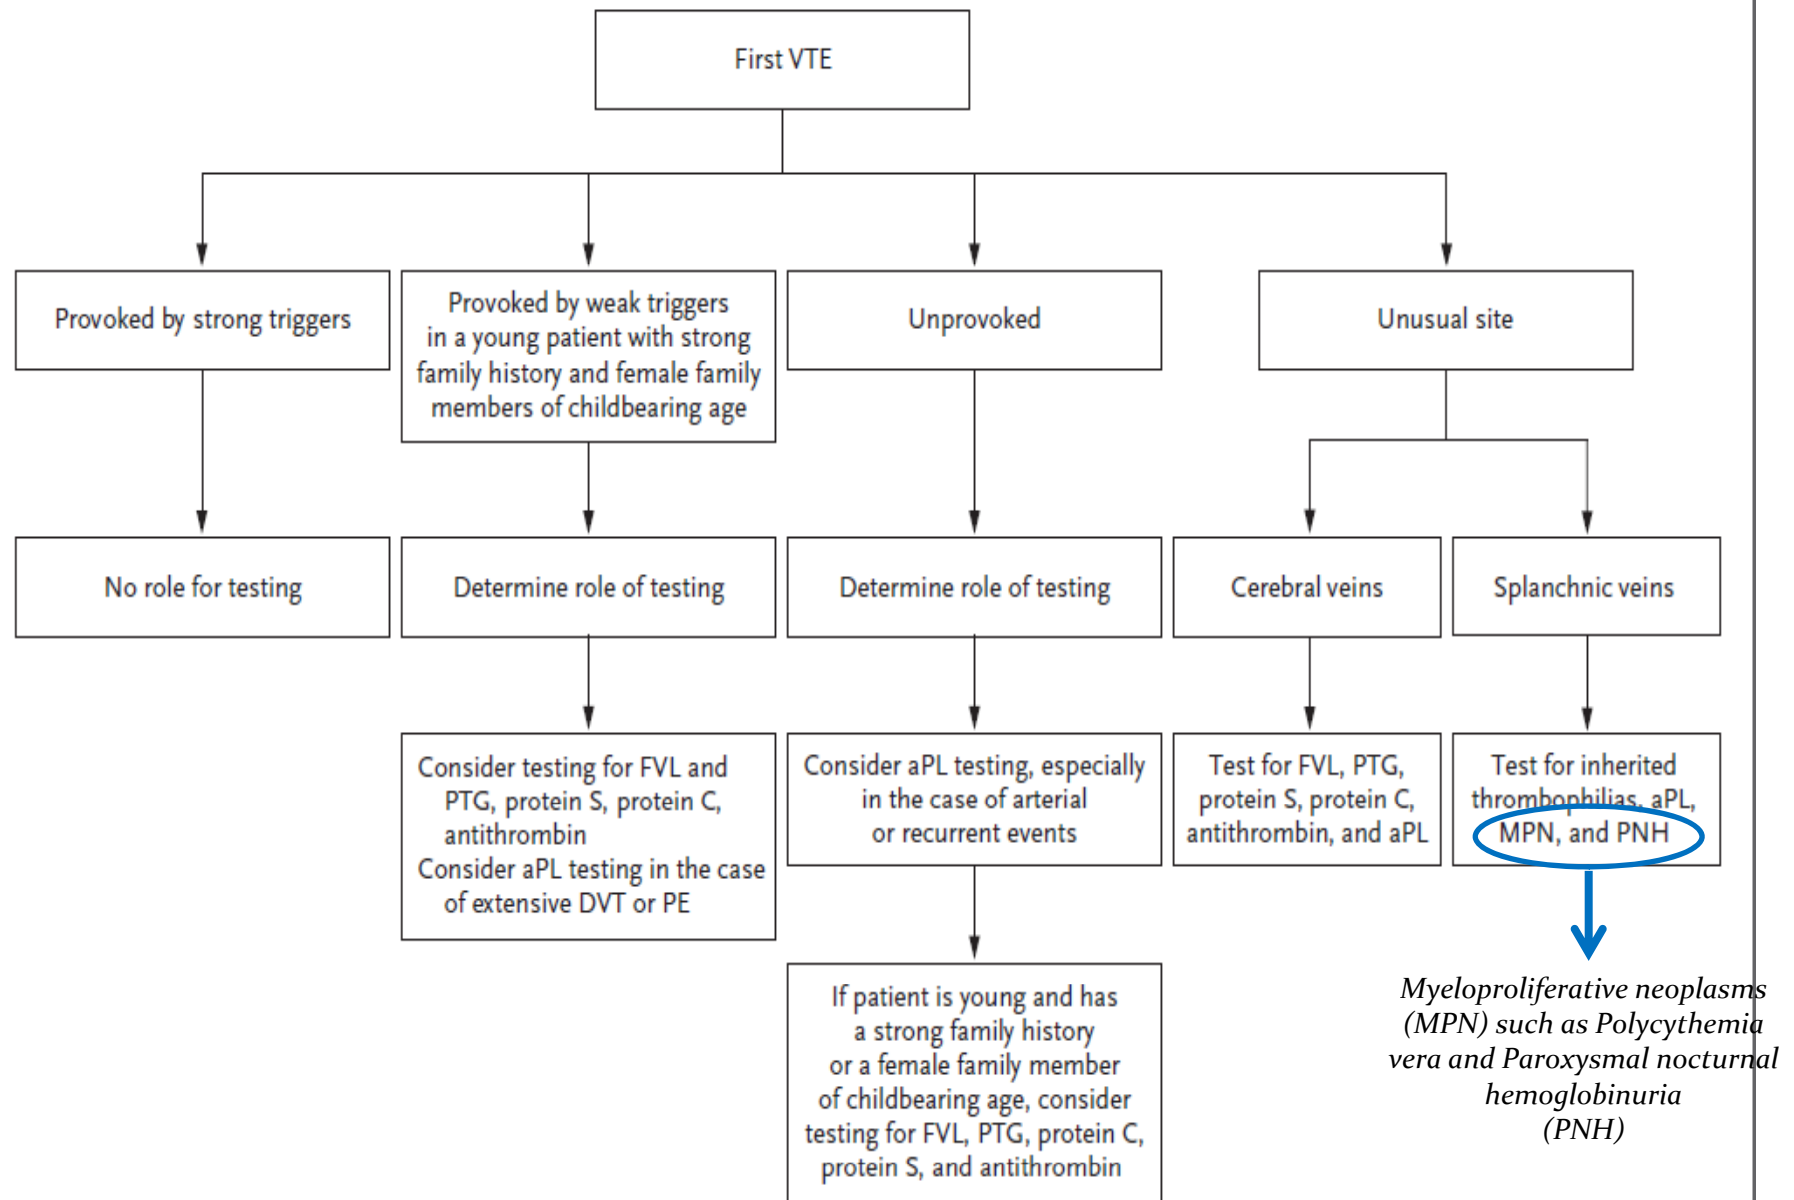 First VTE
Provoked by strong triggers
Provoked by weak triggers
in a young patient with strong
family history and female family
members of childbearing age
Unprovoked
Unusual site
No role for testing
Determine role of testing
Determine role of testing
Cerebral veins
Splanchnic veins
Consider testing for FVL and
PTG, protein S, protein C,
antithrombin
Consider aPL testing in the case
of extensive DVT or PE
Consider aPL testing, especially
in the case of arterial
or recurrent events
Test for FVL, PTG,
protein S, protein C,
antithrombin, and aPL
Test for inherited
thrombophilias, aPL,
MPN, and PNH
If patient is young and has
a strong family history
or a female family member
of childbearing age, consider
testing for FVL, PTG, protein C,
protein S, and antithrombin
Myeloproliferative neoplasms
(MPN) such as Polycythemia
vera and Paroxysmal nocturnal
hemoglobinuria
(PNH)